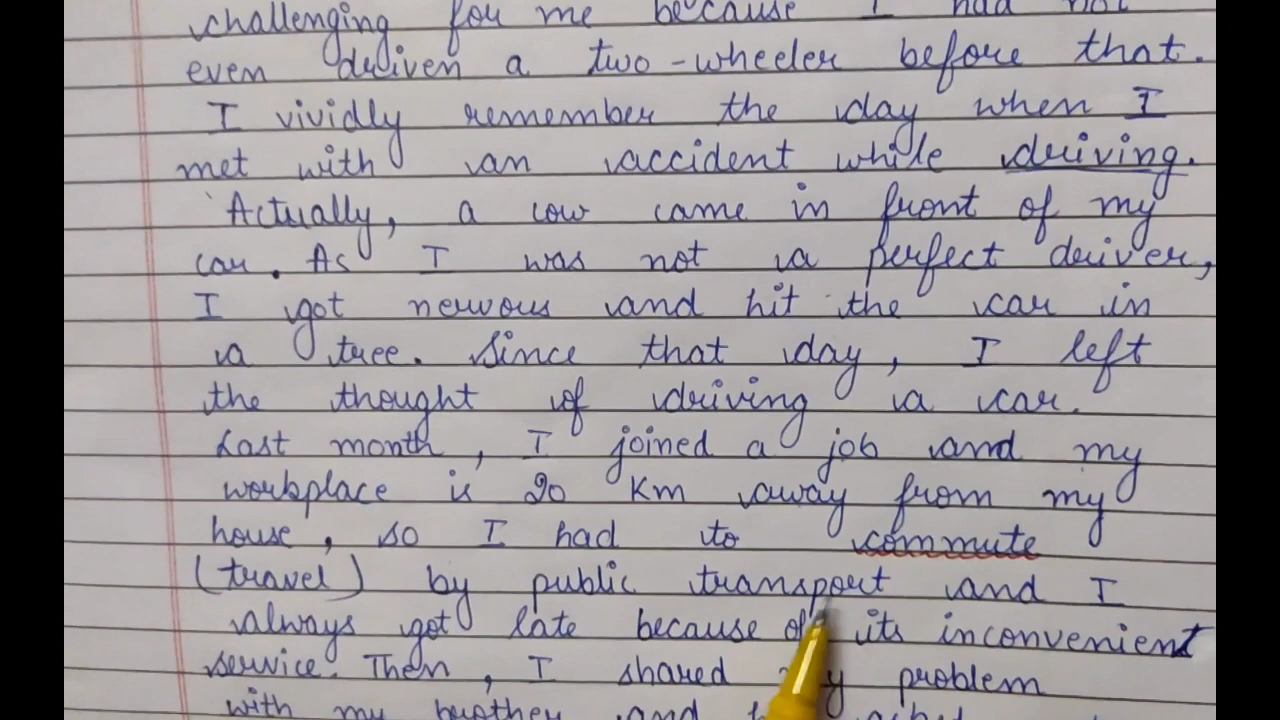 challenging for me because I had not
even driven a two-wheeler before that.
I vividly remember the day when I
met with an accident while driving.
Actually, a cow came in front of my
car. As I was not a perfect driver,
I got nervous and hit the car in
a tree. Since that day, I left
the thought of driving a car.
Last month, I joined a job and my
workplace is 20 Km away from my
house, so I had to commute
(travel) by public transport and I
always got late because of its inconvenient
service. Then, I shared my problem
with my brother and